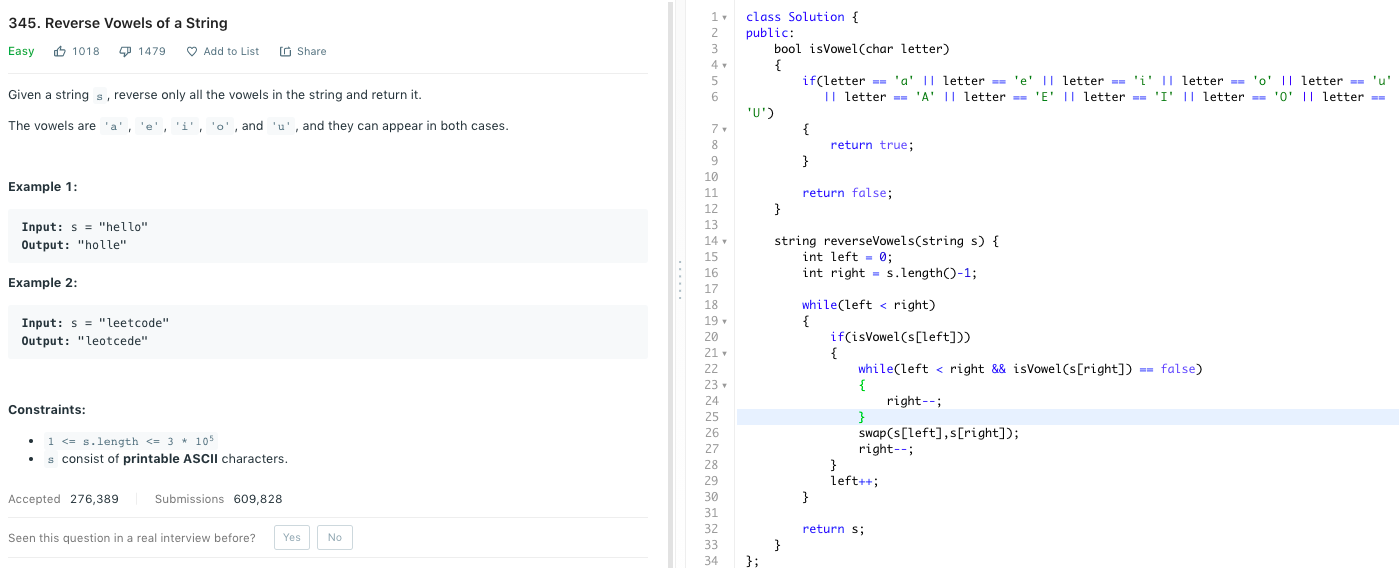 345. Reverse Vowels of a String
Easy 1018 1479 Add to List Share
Given a string s, reverse only all the vowels in the string and return it.
The vowels are 'a', 'e', 'i', 'o', and 'u', and they can appear in both cases.
Example 1:
Input: s = "hello"
Output: "holle"
Example 2:
Input: s = "leetcode"
Output: "leotcede"
Constraints:
• 1 <= s.length <= 3 * 10⁵
• s consist of printable ASCII characters.
Accepted 276,389 Submissions 609,828
Seen this question in a real interview before? Yes No
1 class Solution {
2 public:
3     bool isVowel(char letter)
4     {
5         if(letter == 'a' || letter == 'e' || letter == 'i' || letter == 'o' || letter == 'u'
6            || letter == 'A' || letter == 'E' || letter == 'I' || letter == 'O' || letter ==
'U')
7         {
8             return true;
9         }
10
11         return false;
12     }
13
14     string reverseVowels(string s) {
15         int left = 0;
16         int right = s.length()-1;
17
18         while(left < right)
19         {
20             if(isVowel(s[left]))
21             {
22                 while(left < right && isVowel(s[right]) == false)
23                 {
24                     right--;
25                 }
26                 swap(s[left],s[right]);
27                 right--;
28             }
29             left++;
30         }
31
32         return s;
33     }
34 };